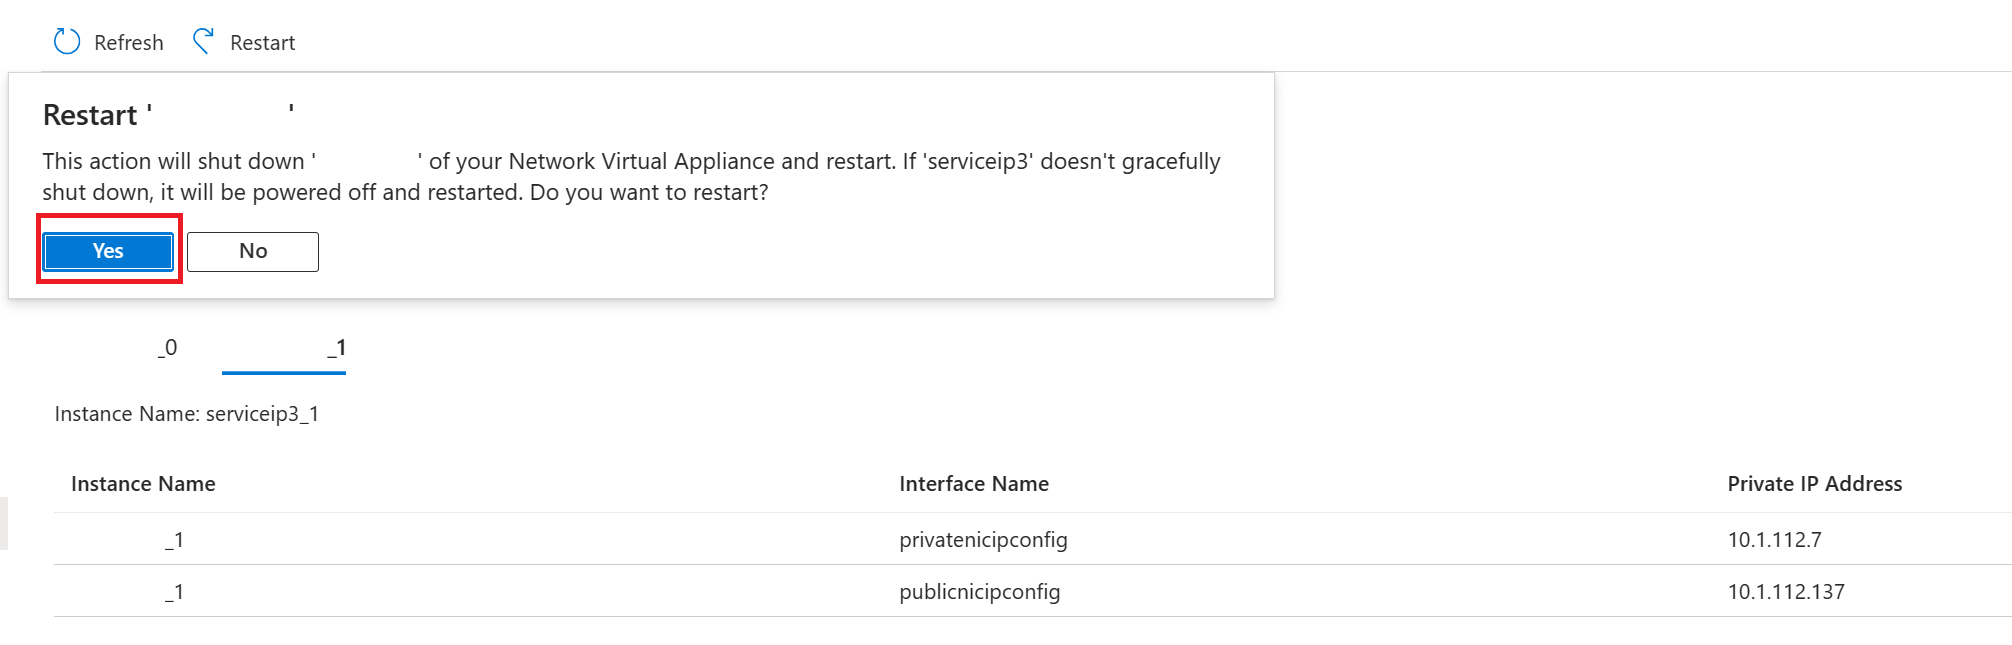 Refresh Restart
Restart ' '
This action will shut down ' ' of your Network Virtual Appliance and restart. If 'serviceip3' doesn't gracefully
shut down, it will be powered off and restarted. Do you want to restart?
Yes No
_0 _1
Instance Name: serviceip3_1
Instance Name Interface Name Private IP Address
_1 privatenicipconfig 10.1.112.7
_1 publicnicipconfig 10.1.112.137